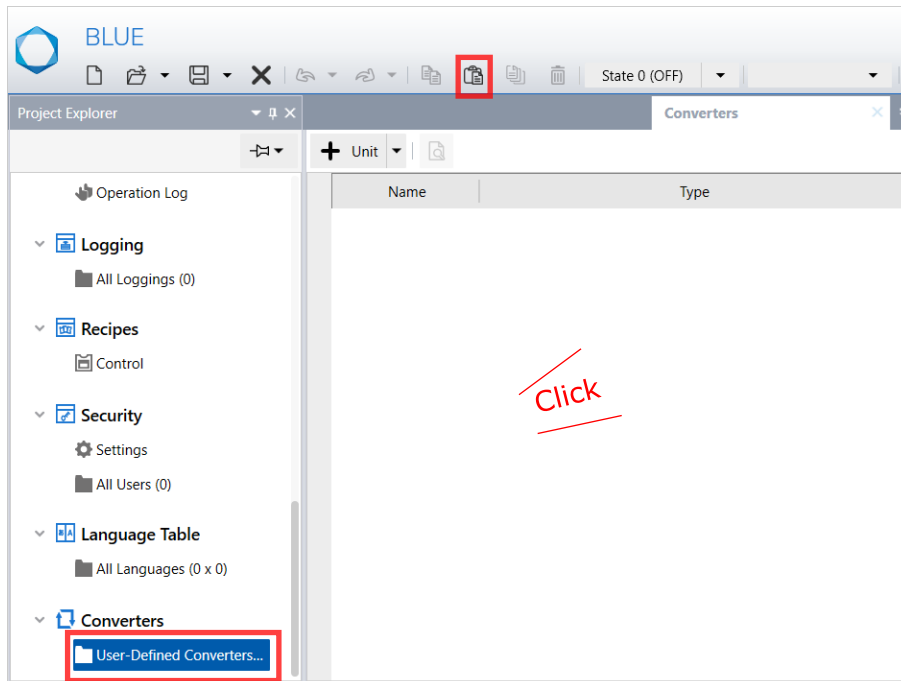 BLUE
State 0 (OFF)
Project Explorer
Converters
Unit
Name Type
Operation Log
Logging
All Loggings (0)
Recipes
Control
Click
Security
Settings
All Users (0)
Language Table
All Languages (0 x 0)
Converters
User-Defined Converters...